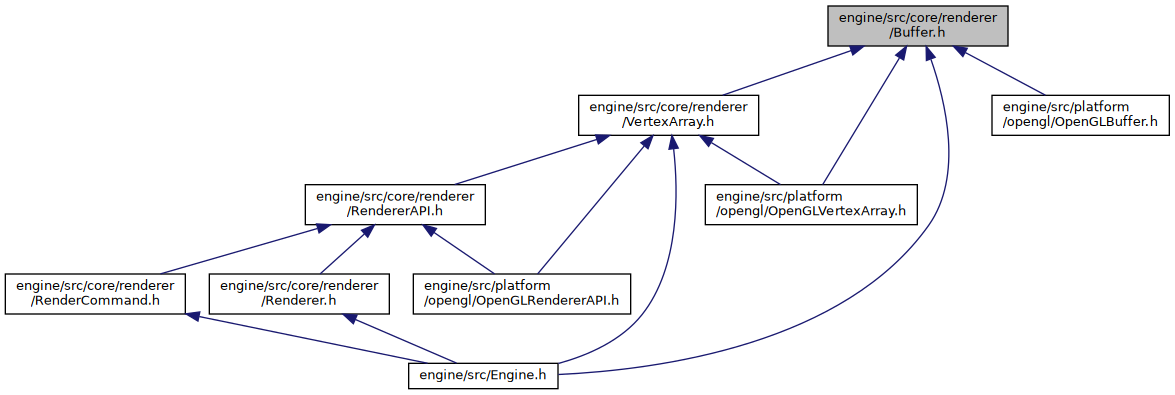 engine/src/core/renderer
/Buffer.h
engine/src/core/renderer
/VertexArray.h
engine/src/platform
/opengl/OpenGLBuffer.h
engine/src/core/renderer
/RendererAPI.h
engine/src/platform
/opengl/OpenGLVertexArray.h
engine/src/core/renderer
/RenderCommand.h
engine/src/core/renderer
/Renderer.h
engine/src/platform
/opengl/OpenGLRendererAPI.h
engine/src/Engine.h